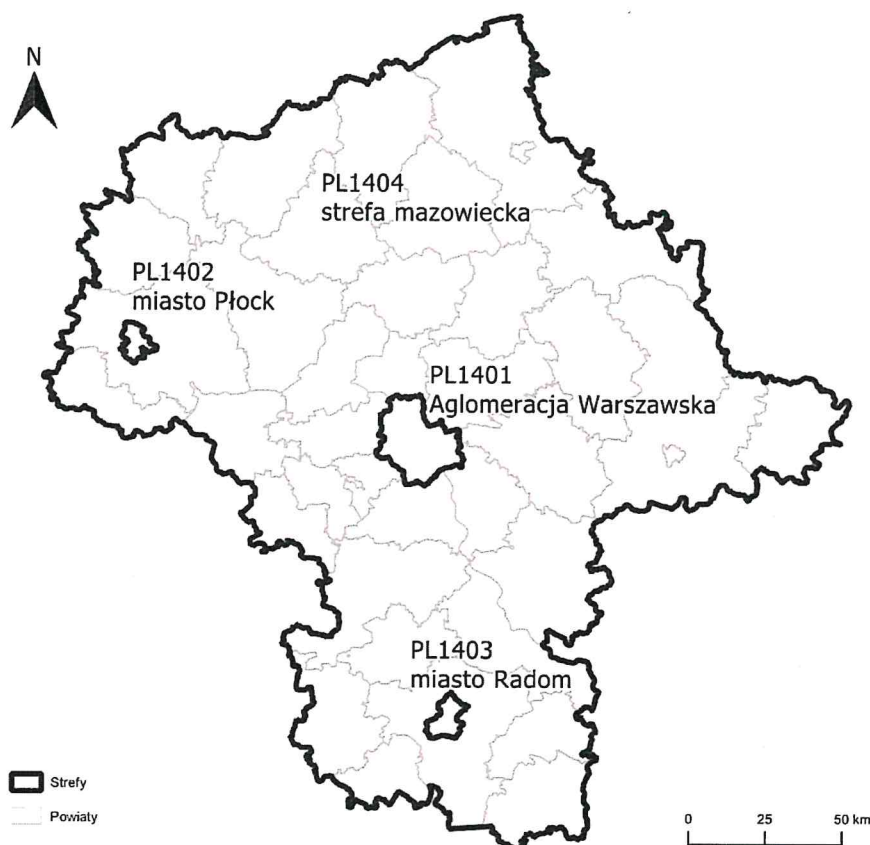 N
PL1404
strefa mazowiecka
PL1402
miasto Płock
PL1401
Aglomeracja Warszawska
PL1403
miasto Radom
Strefy
Powiaty
0 25 50 km